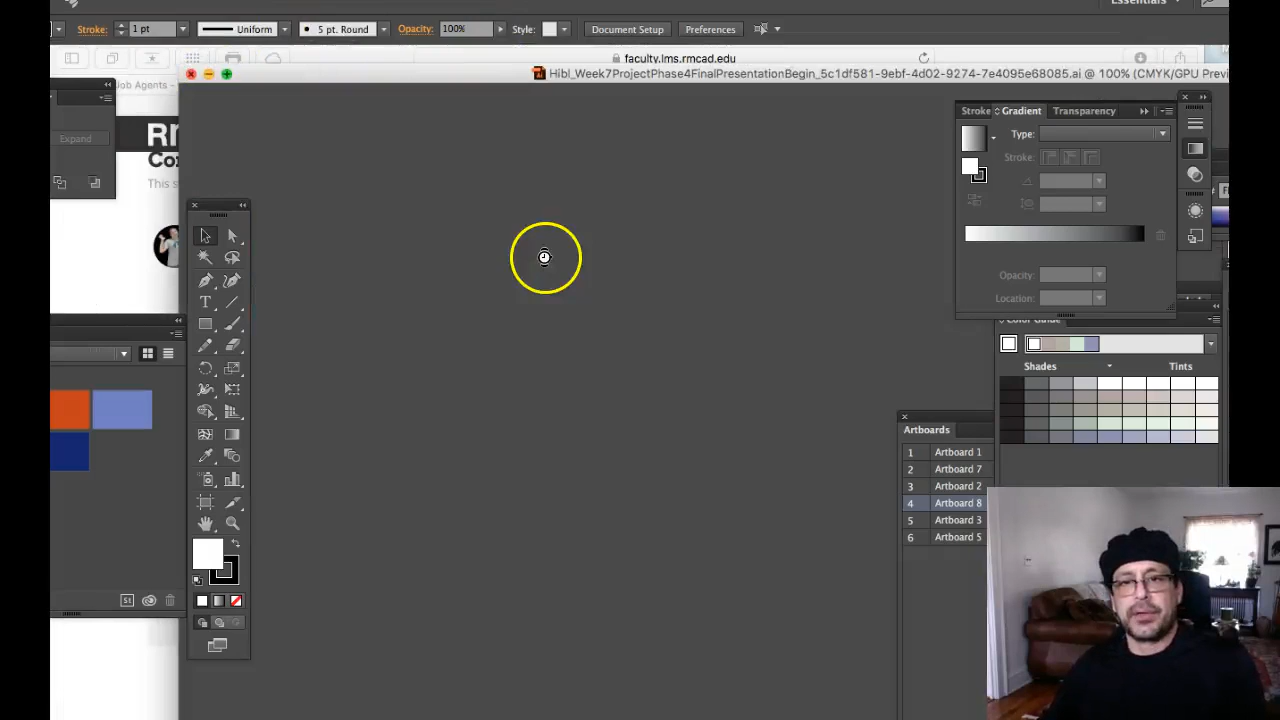 Essentials
Stroke: 1 pt Uniform 5 pt. Round Opacity: 100% Style: Document Setup Preferences
faculty.lms.rmcad.edu
Hibl_Week7ProjectPhase4FinalPresentationBegin_5c1df581-9ebf-4d02-9274-7e4095e68085.ai @ 100% (CMYK/GPU Previ
Job Agents
Stroke Gradient Transparency
Expand
Type:
Stroke:
This s
Opacity:
Location:
Color Guide
Shades Tints
Artboards
1 Artboard 1
2 Artboard 7
3 Artboard 2
4 Artboard 8
5 Artboard 3
6 Artboard 5
St